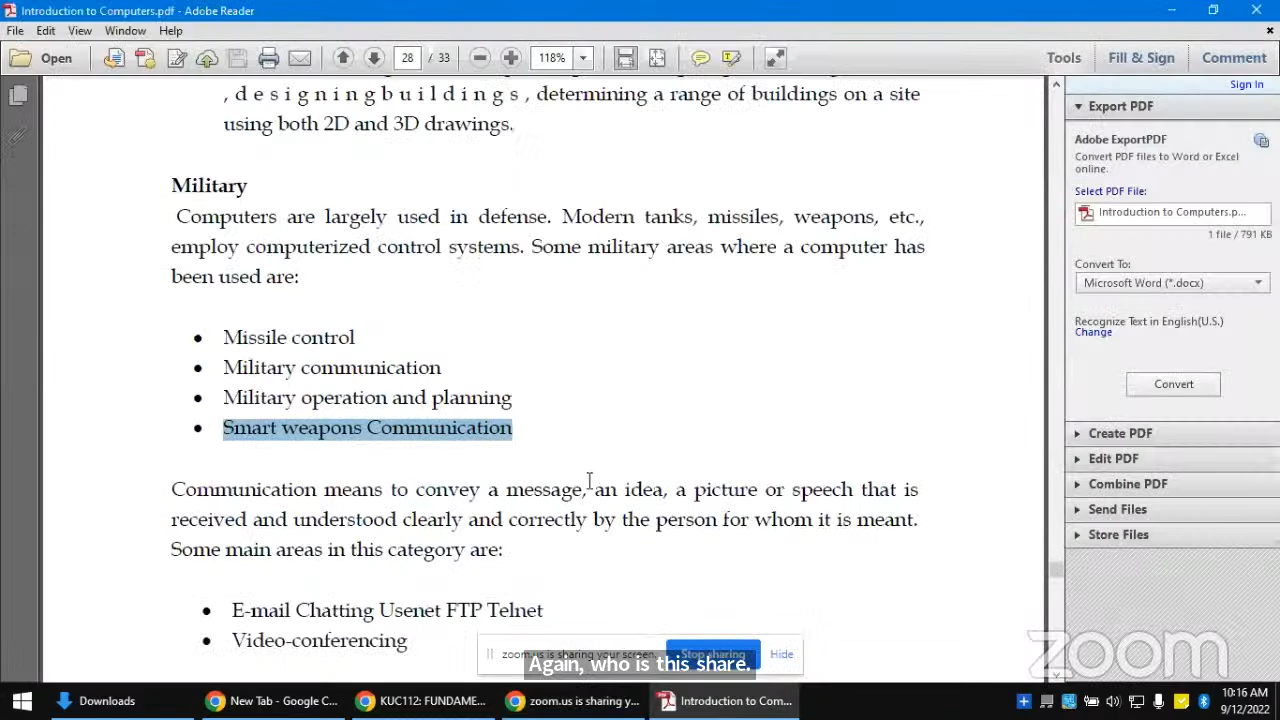 Introduction to Computers.pdf - Adobe Reader
File Edit View Window Help
Open 28 / 33 118% Tools Fill & Sign Comment
, d e s i g n i n g b u i l d i n g s , determining a range of buildings on a site
using both 2D and 3D drawings.
Military
Computers are largely used in defense. Modern tanks, missiles, weapons, etc.,
employ computerized control systems. Some military areas where a computer has
been used are:
• Missile control
• Military communication
• Military operation and planning
• Smart weapons Communication
Communication means to convey a message, an idea, a picture or speech that is
received and understood clearly and correctly by the person for whom it is meant.
Some main areas in this category are:
• E-mail Chatting Usenet FTP Telnet
• Video-conferencing
Sign In
Export PDF
Adobe ExportPDF
Convert PDF files to Word or Excel
online.
Select PDF File:
Introduction to Computers.p...
1 file / 791 KB
Convert To:
Microsoft Word (*.docx)
Recognize Text in English(U.S.)
Change
Convert
Create PDF
Edit PDF
Combine PDF
Send Files
Store Files
zoom.us is sharing your screen. Stop sharing Hide
Again, who is this share.
zoom
Downloads
New Tab - Google C...
KUC112: FUNDAME...
zoom.us is sharing y...
Introduction to Com...
10:16 AM
9/12/2022